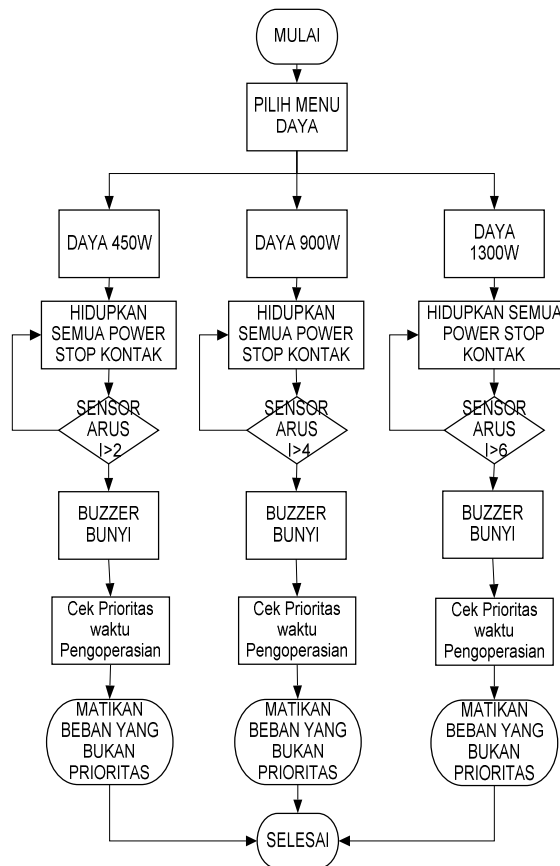 MULAI
PILIH MENU
DAYA
DAYA 450W
DAYA 900W
DAYA
1300W
HIDUPKAN
SEMUA POWER
STOP KONTAK
HIDUPKAN
SEMUA POWER
STOP KONTAK
HIDUPKAN SEMUA
POWER STOP
KONTAK
SENSOR
ARUS
I>2
SENSOR
ARUS
I>4
SENSOR
ARUS
I>6
BUZZER
BUNYI
BUZZER
BUNYI
BUZZER
BUNYI
Cek Prioritas
waktu
Pengoperasian
Cek Prioritas
waktu
Pengoperasian
Cek Prioritas
waktu
Pengoperasian
MATIKAN
BEBAN YANG
BUKAN
PRIORITAS
MATIKAN
BEBAN YANG
BUKAN
PRIORITAS
MATIKAN
BEBAN YANG
BUKAN
PRIORITAS
SELESAI